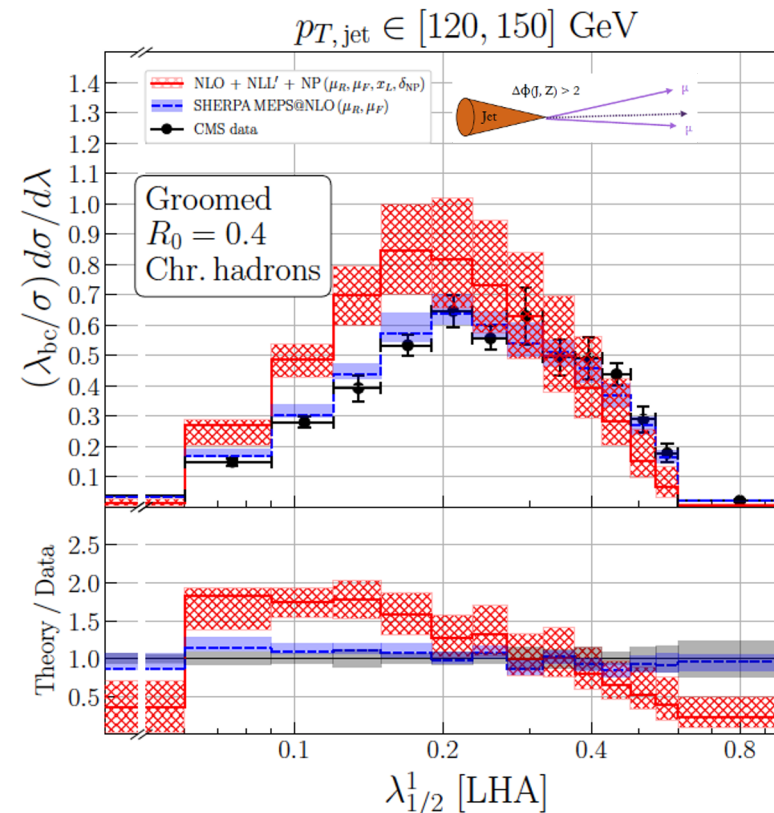 p_{T,jet} ∈ [120, 150] GeV
NLO + NLL′ + NP (μ_R, μ_F, x_L, δ_NP)
SHERPA MEPS@NLO (μ_R, μ_F)
CMS data
Δϕ(J, Z) > 2
Jet
μ
μ
Groomed
R_0 = 0.4
Chr. hadrons
(λ_bc/σ) dσ/dλ
1.4
1.3
1.2
1.1
1.0
0.9
0.8
0.7
0.6
0.5
0.4
0.3
0.2
0.1
Theory / Data
2.5
2.0
1.5
1.0
0.5
0.1 0.2 0.4 0.8
λ^1_{1/2} [LHA]